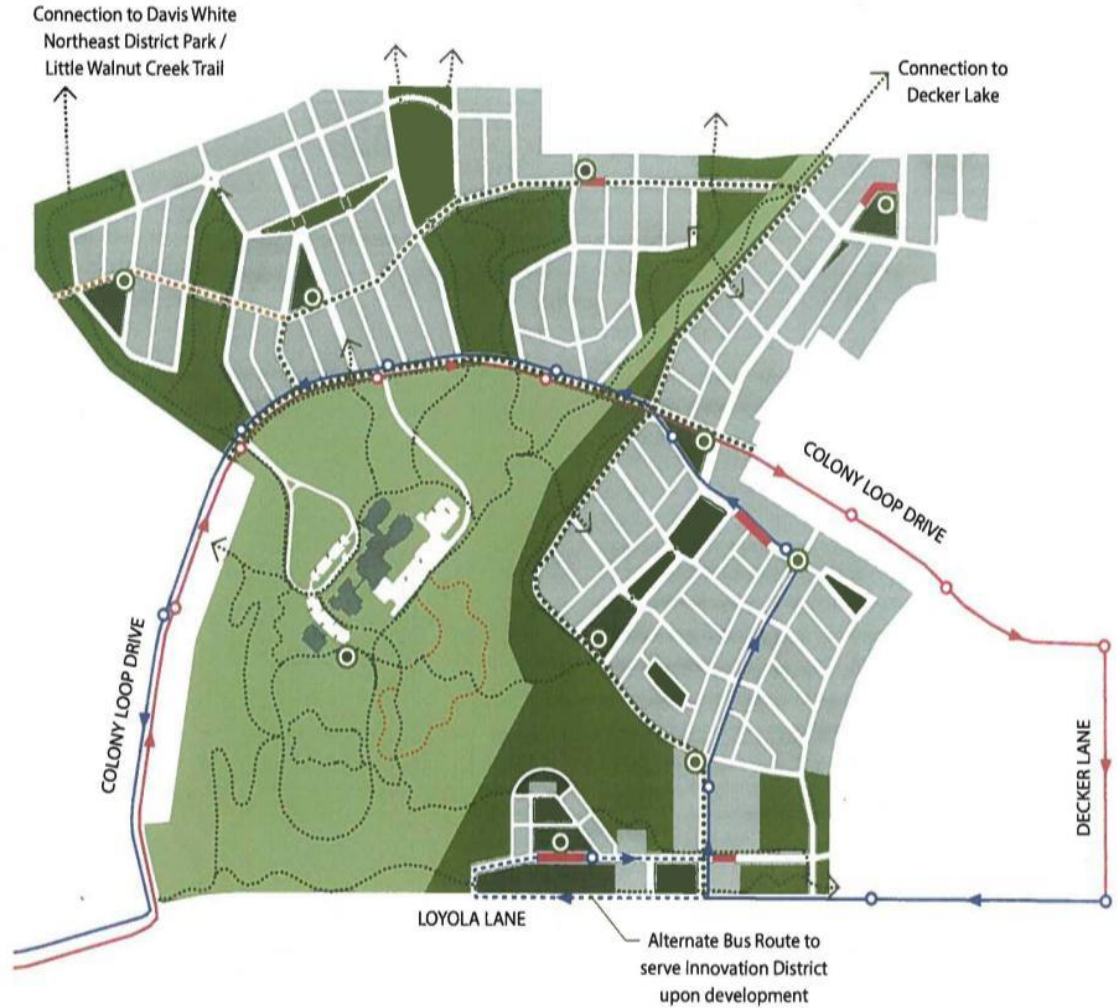 Connection to Davis White
Northeast District Park /
Little Walnut Creek Trail
Connection to
Decker Lake
COLONY LOOP DRIVE
COLONY LOOP DRIVE
DECKER LANE
LOYOLA LANE
Alternate Bus Route to
serve Innovation District
upon development